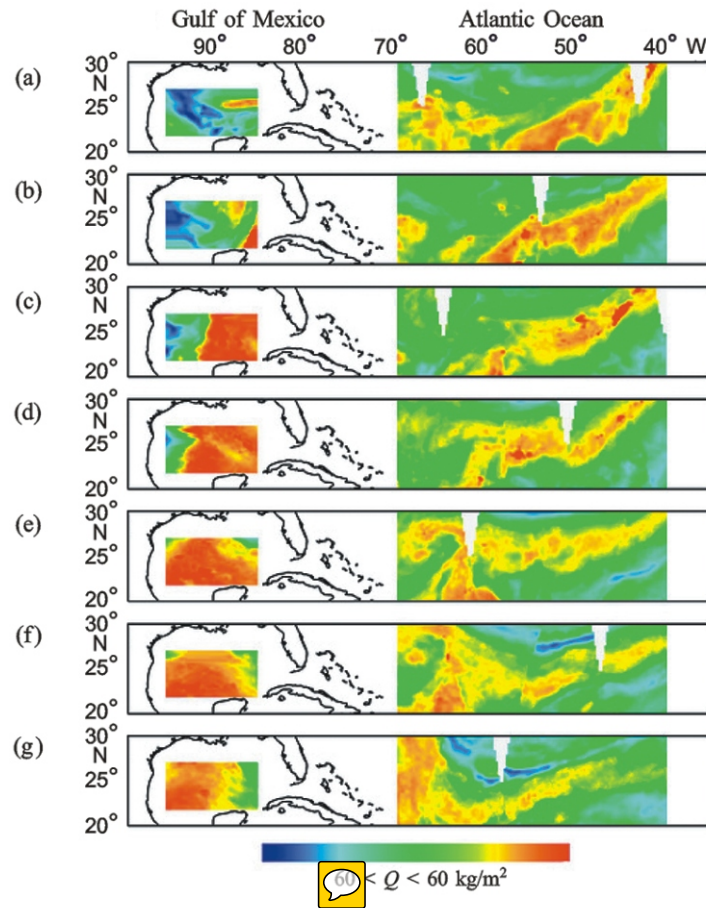 Gulf of Mexico Atlantic Ocean
90° 80° 70° 60° 50° 40° W
(a) 30° N 25° 20°
(b) 30° N 25° 20°
(c) 30° N 25° 20°
(d) 30° N 25° 20°
(e) 30° N 25° 20°
(f) 30° N 25° 20°
(g) 30° N 25° 20°
60 < Q < 60 kg/m²